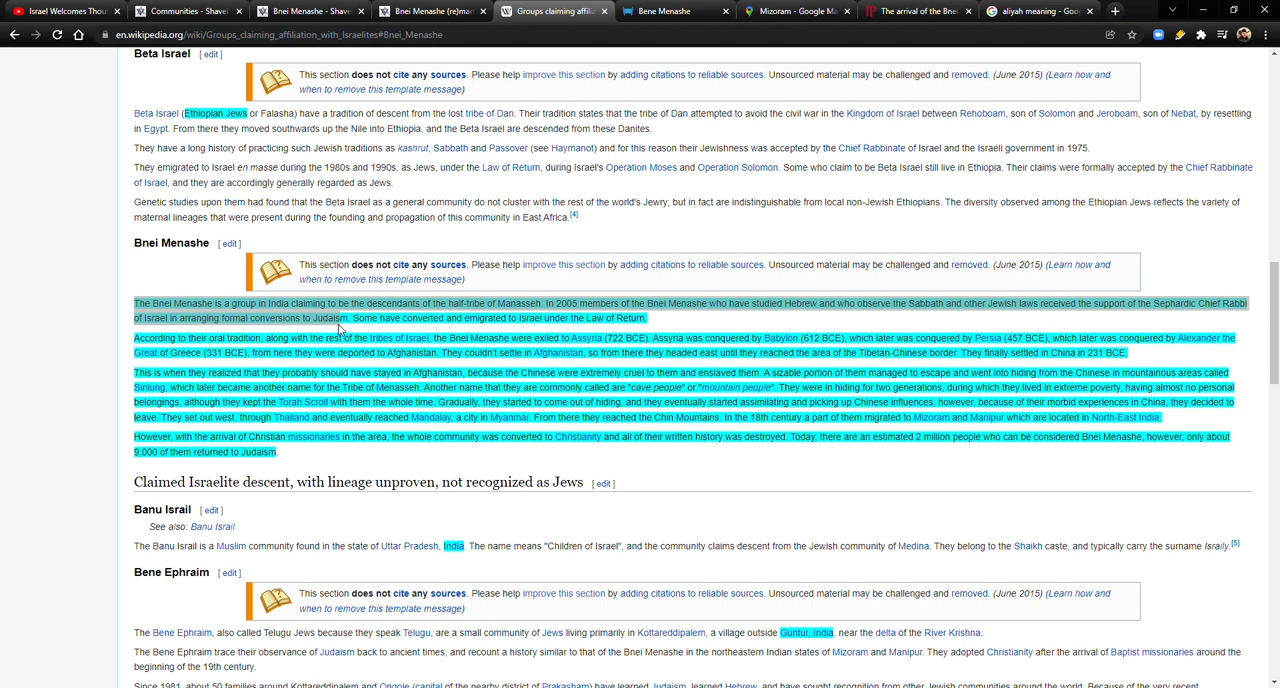 Israel Welcomes Thou
Communities - Shavei
Bnei Menashe - Shave
Bnei Menashe (re)mar
Groups claiming affili
Bene Menashe
Mizoram - Google Ma
The arrival of the Bne
aliyah meaning - Goo
en.wikipedia.org/wiki/Groups_claiming_affiliation_with_Israelites#Bnei_Menashe
Beta Israel [ edit ]
This section does not cite any sources. Please help improve this section by adding citations to reliable sources. Unsourced material may be challenged and removed. (June 2015) (Learn how and
when to remove this template message)
Beta Israel (Ethiopian Jews or Falasha) have a tradition of descent from the lost tribe of Dan. Their tradition states that the tribe of Dan attempted to avoid the civil war in the Kingdom of Israel between Rehoboam, son of Solomon and Jeroboam, son of Nebat, by resettling
in Egypt. From there they moved southwards up the Nile into Ethiopia, and the Beta Israel are descended from these Danites.
They have a long history of practicing such Jewish traditions as kashrut, Sabbath and Passover (see Haymanot) and for this reason their Jewishness was accepted by the Chief Rabbinate of Israel and the Israeli government in 1975.
They emigrated to Israel en masse during the 1980s and 1990s, as Jews, under the Law of Return, during Israel's Operation Moses and Operation Solomon. Some who claim to be Beta Israel still live in Ethiopia. Their claims were formally accepted by the Chief Rabbinate
of Israel, and they are accordingly generally regarded as Jews.
Genetic studies upon them had found that the Beta Israel as a general community do not cluster with the rest of the world's Jewry; but in fact are indistinguishable from local non-Jewish Ethiopians. The diversity observed among the Ethiopian Jews reflects the variety of
maternal lineages that were present during the founding and propagation of this community in East Africa.[4]
Bnei Menashe [ edit ]
This section does not cite any sources. Please help improve this section by adding citations to reliable sources. Unsourced material may be challenged and removed. (June 2015) (Learn how and
when to remove this template message)
The Bnei Menashe is a group in India claiming to be the descendants of the half-tribe of Manasseh. In 2005 members of the Bnei Menashe who have studied Hebrew and who observe the Sabbath and other Jewish laws received the support of the Sephardic Chief Rabbi
of Israel in arranging formal conversions to Judaism. Some have converted and emigrated to Israel under the Law of Return.
According to their oral tradition, along with the rest of the tribes of Israel, the Bnei Menashe were exiled to Assyria (722 BCE). Assyria was conquered by Babylon (612 BCE), which later was conquered by Persia (457 BCE), which later was conquered by Alexander the
Great of Greece (331 BCE), from here they were deported to Afghanistan. They couldn't settle in Afghanistan, so from there they headed east until they reached the area of the Tibetan-Chinese border. They finally settled in China in 231 BCE.
This is when they realized that they probably should have stayed in Afghanistan, because the Chinese were extremely cruel to them and enslaved them. A sizable portion of them managed to escape and went into hiding from the Chinese in mountainous areas called
Sinlung, which later became another name for the Tribe of Menasseh. Another name that they are commonly called are "cave people" or "mountain people". They were in hiding for two generations, during which they lived in extreme poverty, having almost no personal
belongings, although they kept the Torah Scroll with them the whole time. Gradually, they started to come out of hiding, and they eventually started assimilating and picking up Chinese influences, however, because of their morbid experiences in China, they decided to
leave. They set out west, through Thailand and eventually reached Mandalay, a city in Myanmar. From there they reached the Chin Mountains. In the 18th century a part of them migrated to Mizoram and Manipur which are located in North-East India.
However, with the arrival of Christian missionaries in the area, the whole community was converted to Christianity and all of their written history was destroyed. Today, there are an estimated 2 million people who can be considered Bnei Menashe, however, only about
9,000 of them returned to Judaism.
Claimed Israelite descent, with lineage unproven, not recognized as Jews [ edit ]
Banu Israil [ edit ]
See also: Banu Israil
The Banu Israil is a Muslim community found in the state of Uttar Pradesh, India. The name means "Children of Israel", and the community claims descent from the Jewish community of Medina. They belong to the Shaikh caste, and typically carry the surname Israily.[5]
Bene Ephraim [ edit ]
This section does not cite any sources. Please help improve this section by adding citations to reliable sources. Unsourced material may be challenged and removed. (June 2015) (Learn how and
when to remove this template message)
The Bene Ephraim, also called Telugu Jews because they speak Telugu, are a small community of Jews living primarily in Kottareddipalem, a village outside Guntur, India, near the delta of the River Krishna.
The Bene Ephraim trace their observance of Judaism back to ancient times, and recount a history similar to that of the Bnei Menashe in the northeastern Indian states of Mizoram and Manipur. They adopted Christianity after the arrival of Baptist missionaries around the
beginning of the 19th century.
Since 1981, about 50 families around Kottareddipalem and Ongole (capital of the nearby district of Prakasham) have learned Judaism, learned Hebrew, and have sought recognition from other Jewish communities around the world. Because of the very recent